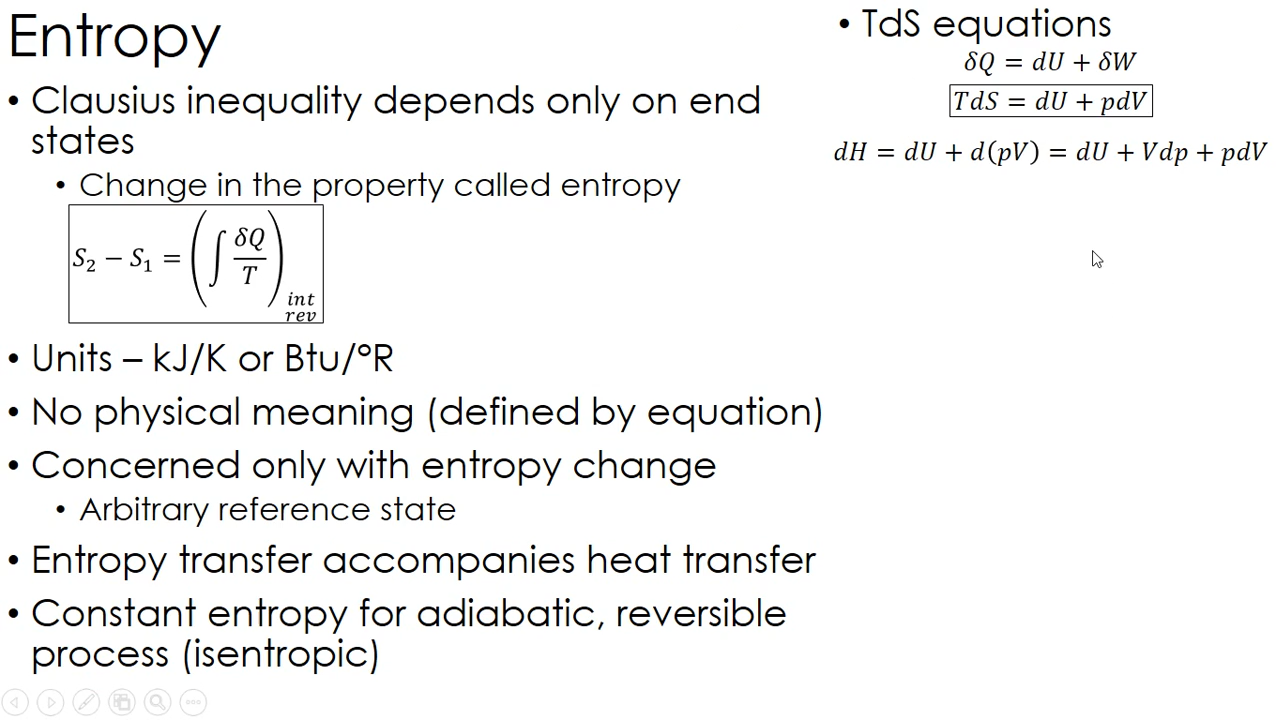 Entropy
• Clausius inequality depends only on end
states
• Change in the property called entropy
S₂ − S₁ = (∫ δQ/T) int rev
• Units – kJ/K or Btu/°R
• No physical meaning (defined by equation)
• Concerned only with entropy change
• Arbitrary reference state
• Entropy transfer accompanies heat transfer
• Constant entropy for adiabatic, reversible
process (isentropic)
• TdS equations
δQ = dU + δW
TdS = dU + pdV
dH = dU + d(pV) = dU + Vdp + pdV